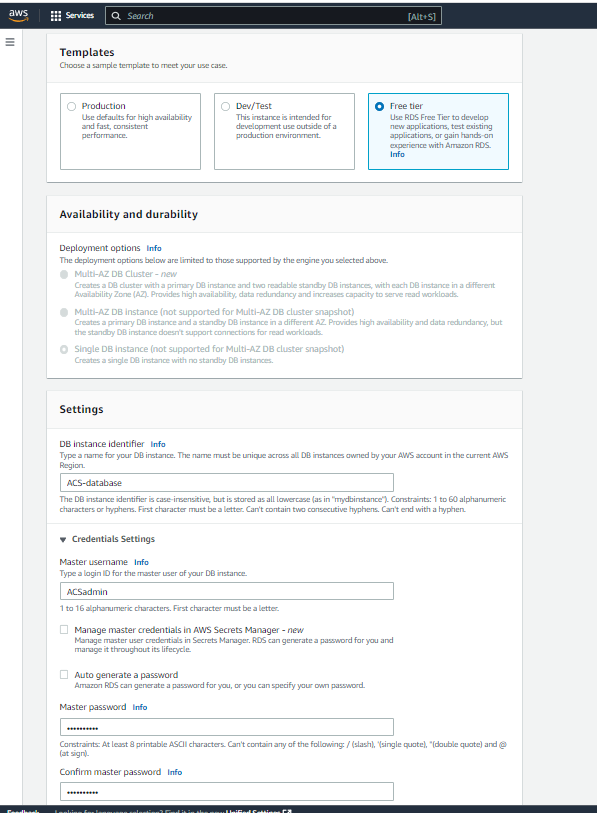 aws
Services
Search
[Alt+S]
Templates
Choose a sample template to meet your use case.
Production
Use defaults for high availability
and fast, consistent
performance.
Dev/Test
This instance is intended for
development use outside of a
production environment.
Free tier
Use RDS Free Tier to develop
new applications, test existing
applications, or gain hands-on
experience with Amazon RDS.
Info
Availability and durability
Deployment options Info
The deployment options below are limited to those supported by the engine you selected above.
Multi-AZ DB Cluster - new
Creates a DB cluster with a primary DB instance and two readable standby DB instances, with each DB instance in a different
Availability Zone (AZ). Provides high availability, data redundancy and increases capacity to serve read workloads.
Multi-AZ DB instance (not supported for Multi-AZ DB cluster snapshot)
Creates a primary DB instance and a standby DB instance in a different AZ. Provides high availability and data redundancy, but
the standby DB instance doesn't support connections for read workloads.
Single DB instance (not supported for Multi-AZ DB cluster snapshot)
Creates a single DB instance with no standby DB instances.
Settings
DB instance identifier Info
Type a name for your DB instance. The name must be unique across all DB instances owned by your AWS account in the current AWS
Region.
ACS-database
The DB instance identifier is case-insensitive, but is stored as all lowercase (as in "mydbinstance"). Constraints: 1 to 60 alphanumeric
characters or hyphens. First character must be a letter. Can't contain two consecutive hyphens. Can't end with a hyphen.
Credentials Settings
Master username Info
Type a login ID for the master user of your DB instance.
ACSadmin
1 to 16 alphanumeric characters. First character must be a letter.
Manage master credentials in AWS Secrets Manager - new
Manage master user credentials in Secrets Manager. RDS can generate a password for you and
manage it throughout its lifecycle.
Auto generate a password
Amazon RDS can generate a password for you, or you can specify your own password.
Master password Info
••••••••••
Constraints: At least 8 printable ASCII characters. Can't contain any of the following: / (slash), '(single quote), "(double quote) and @
(at sign).
Confirm master password Info
••••••••••
Feedback Looking for language selection? Find it in the new Unified Settings